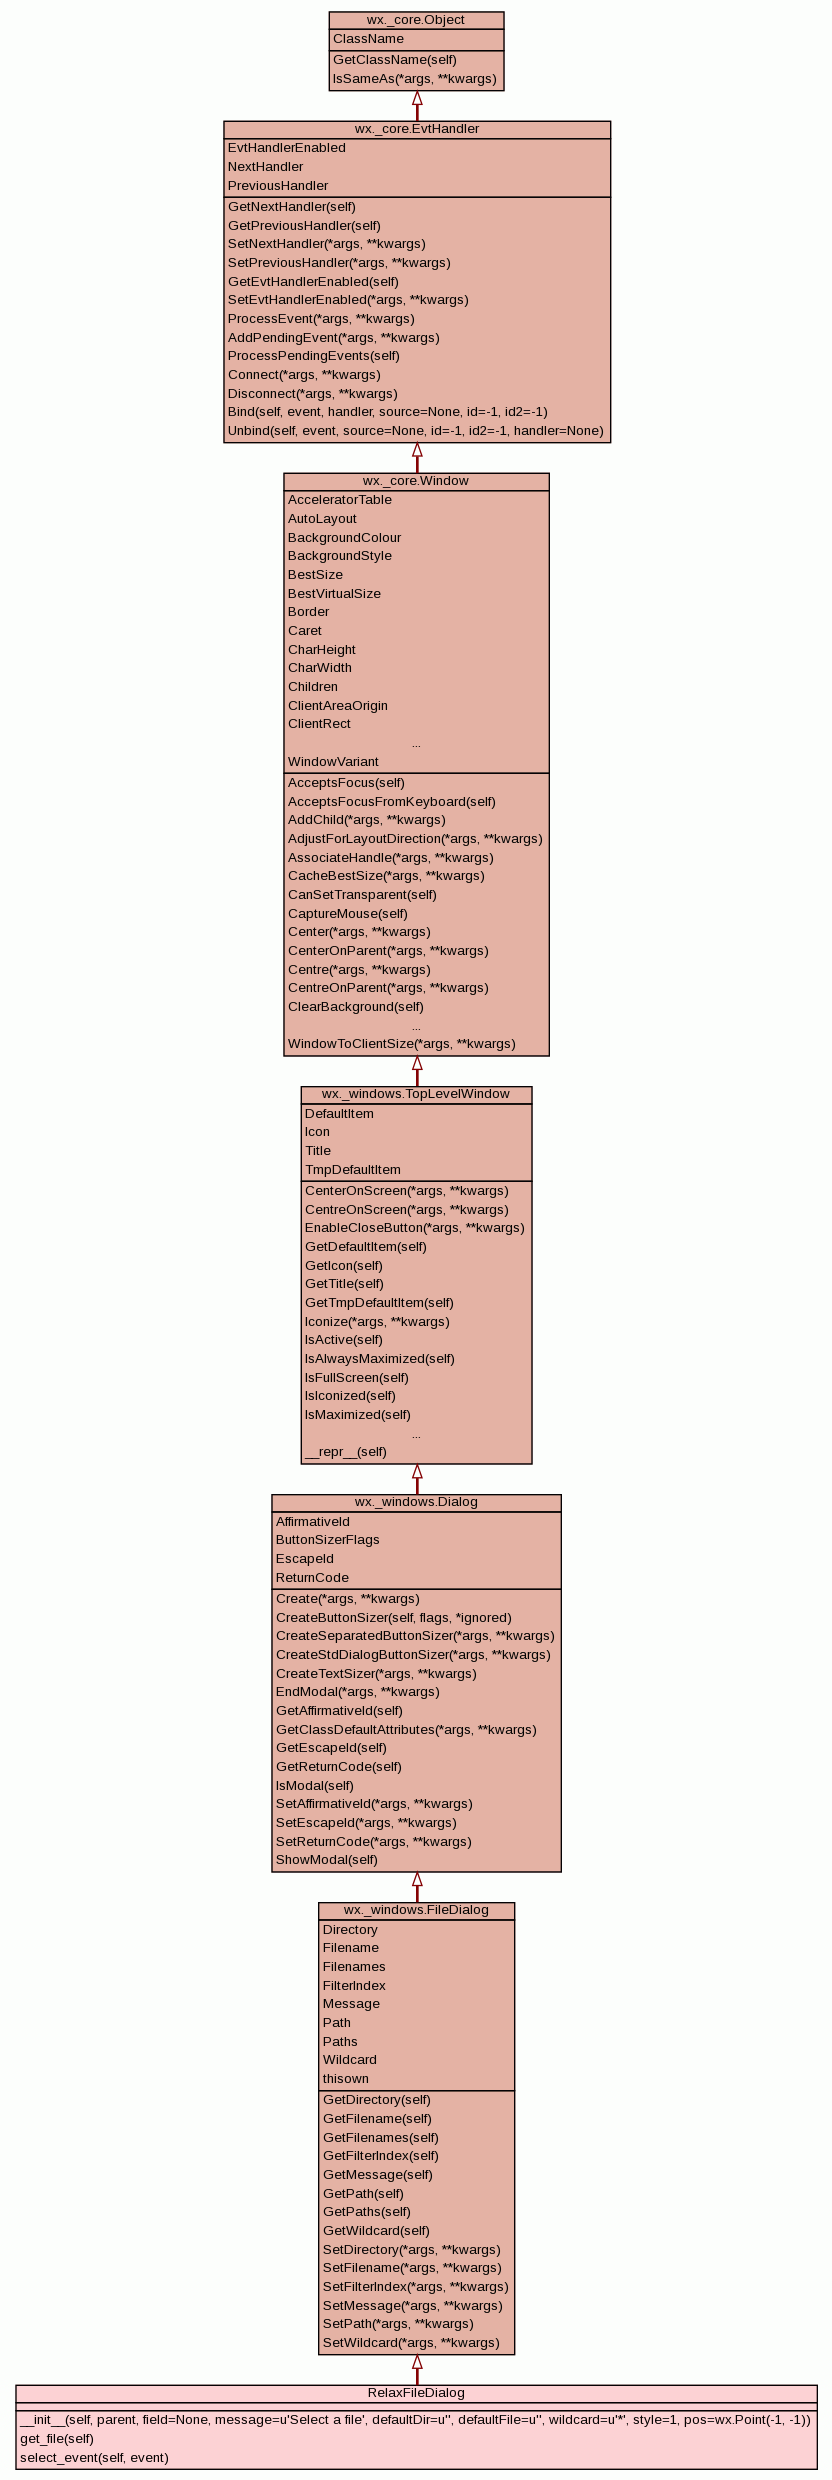 wx._core.Object
ClassName
GetClassName(self)
IsSameAs(*args, **kwargs)
wx._core.EvtHandler
EvtHandlerEnabled
NextHandler
PreviousHandler
GetNextHandler(self)
GetPreviousHandler(self)
SetNextHandler(*args, **kwargs)
SetPreviousHandler(*args, **kwargs)
GetEvtHandlerEnabled(self)
SetEvtHandlerEnabled(*args, **kwargs)
ProcessEvent(*args, **kwargs)
AddPendingEvent(*args, **kwargs)
ProcessPendingEvents(self)
Connect(*args, **kwargs)
Disconnect(*args, **kwargs)
Bind(self, event, handler, source=None, id=-1, id2=-1)
Unbind(self, event, source=None, id=-1, id2=-1, handler=None)
wx._core.Window
AcceleratorTable
AutoLayout
BackgroundColour
BackgroundStyle
BestSize
BestVirtualSize
Border
Caret
CharHeight
CharWidth
Children
ClientAreaOrigin
ClientRect
...
WindowVariant
AcceptsFocus(self)
AcceptsFocusFromKeyboard(self)
AddChild(*args, **kwargs)
AdjustForLayoutDirection(*args, **kwargs)
AssociateHandle(*args, **kwargs)
CacheBestSize(*args, **kwargs)
CanSetTransparent(self)
CaptureMouse(self)
Center(*args, **kwargs)
CenterOnParent(*args, **kwargs)
Centre(*args, **kwargs)
CentreOnParent(*args, **kwargs)
ClearBackground(self)
...
WindowToClientSize(*args, **kwargs)
wx._windows.TopLevelWindow
DefaultItem
Icon
Title
TmpDefaultItem
CenterOnScreen(*args, **kwargs)
CentreOnScreen(*args, **kwargs)
EnableCloseButton(*args, **kwargs)
GetDefaultItem(self)
GetIcon(self)
GetTitle(self)
GetTmpDefaultItem(self)
Iconize(*args, **kwargs)
IsActive(self)
IsAlwaysMaximized(self)
IsFullScreen(self)
IsIconized(self)
IsMaximized(self)
...
__repr__(self)
wx._windows.Dialog
AffirmativeId
ButtonSizerFlags
EscapeId
ReturnCode
Create(*args, **kwargs)
CreateButtonSizer(self, flags, *ignored)
CreateSeparatedButtonSizer(*args, **kwargs)
CreateStdDialogButtonSizer(*args, **kwargs)
CreateTextSizer(*args, **kwargs)
EndModal(*args, **kwargs)
GetAffirmativeId(self)
GetClassDefaultAttributes(*args, **kwargs)
GetEscapeId(self)
GetReturnCode(self)
IsModal(self)
SetAffirmativeId(*args, **kwargs)
SetEscapeId(*args, **kwargs)
SetReturnCode(*args, **kwargs)
ShowModal(self)
wx._windows.FileDialog
Directory
Filename
Filenames
FilterIndex
Message
Path
Paths
Wildcard
thisown
GetDirectory(self)
GetFilename(self)
GetFilenames(self)
GetFilterIndex(self)
GetMessage(self)
GetPath(self)
GetPaths(self)
GetWildcard(self)
SetDirectory(*args, **kwargs)
SetFilename(*args, **kwargs)
SetFilterIndex(*args, **kwargs)
SetMessage(*args, **kwargs)
SetPath(*args, **kwargs)
SetWildcard(*args, **kwargs)
RelaxFileDialog
__init__(self, parent, field=None, message=u'Select a file', defaultDir=u'', defaultFile=u'', wildcard=u'*', style=1, pos=wx.Point(-1, -1))
get_file(self)
select_event(self, event)